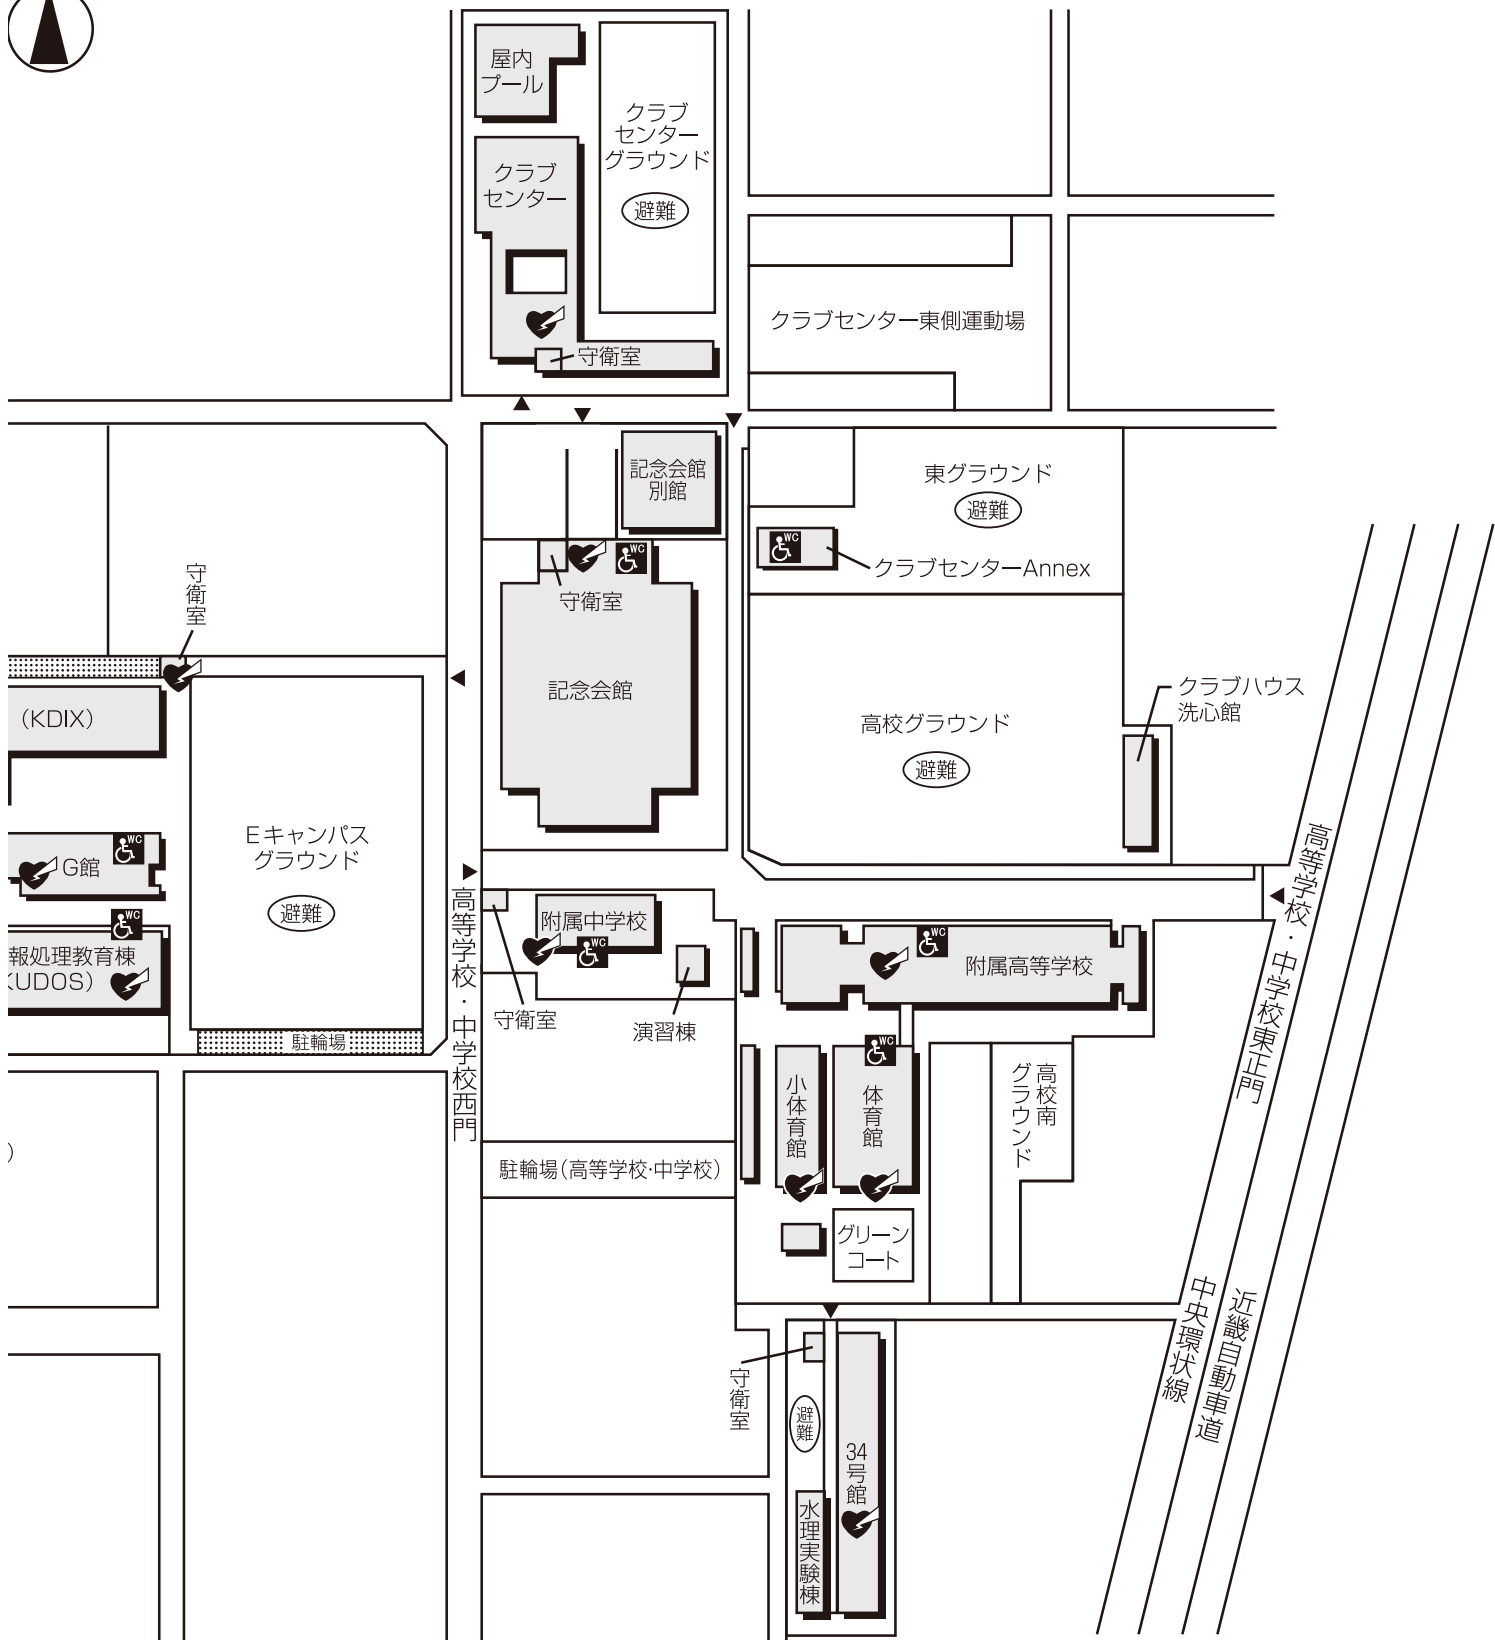 屋内
プール
クラブ
センター
グラウンド
避難
クラブ
センター
守衛室
クラブセンター東側運動場
記念会館
別館
東グラウンド
避難
WC
クラブセンターAnnex
WC
守衛室
守衛室
記念会館
(KDIX)
高校グラウンド
避難
クラブハウス
洗心館
Eキャンパス
グラウンド
避難
WC
G館
高等学校・中学校西門
附属中学校
WC
守衛室
演習棟
WC
附属高等学校
高等学校・中学校東正門
WC
報処理教育棟
KUDOS)
駐輪場
WC
小体育館
体育館
高校南
グラウンド
)
駐輪場(高等学校・中学校)
グリーン
コート
中央環状線
近畿自動車道
守衛室
避難
34号館
水理実験棟